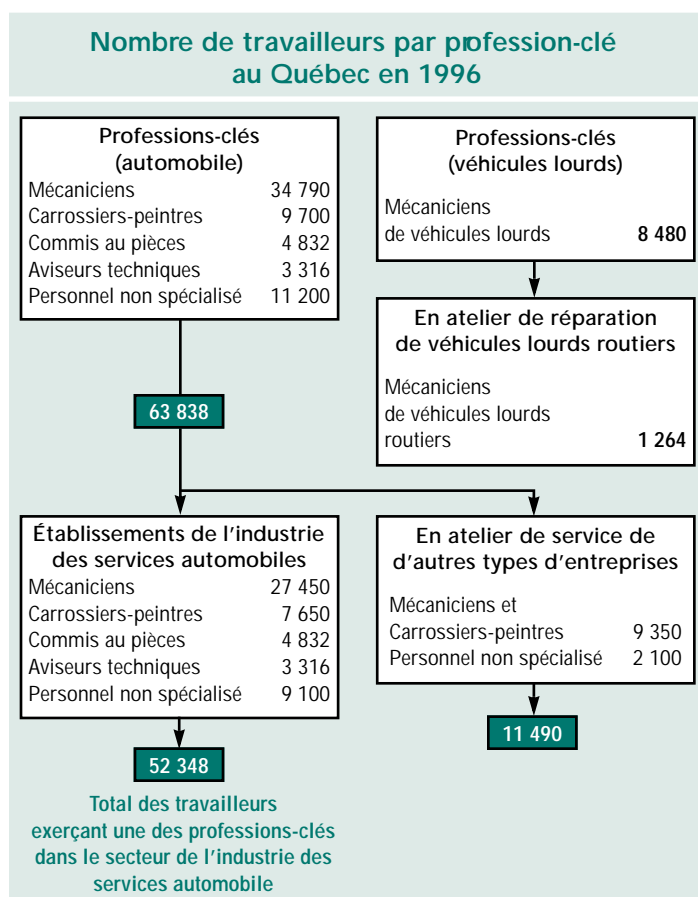 Nombre de travailleurs par profession-clé
au Québec en 1996
Professions-clés
(automobile)
Mécaniciens 34 790
Carrossiers-peintres 9 700
Commis au pièces 4 832
Aviseurs techniques 3 316
Personnel non spécialisé 11 200
63 838
Professions-clés
(véhicules lourds)
Mécaniciens
de véhicules lourds 8 480
En atelier de réparation
de véhicules lourds routiers
Mécaniciens
de véhicules lourds
routiers 1 264
Établissements de l'industrie
des services automobiles
Mécaniciens 27 450
Carrossiers-peintres 7 650
Commis au pièces 4 832
Aviseurs techniques 3 316
Personnel non spécialisé 9 100
52 348
Total des travailleurs
exerçant une des professions-clés
dans le secteur de l'industrie des
services automobile
En atelier de service de
d'autres types d'entreprises
Mécaniciens et
Carrossiers-peintres 9 350
Personnel non spécialisé 2 100
11 490